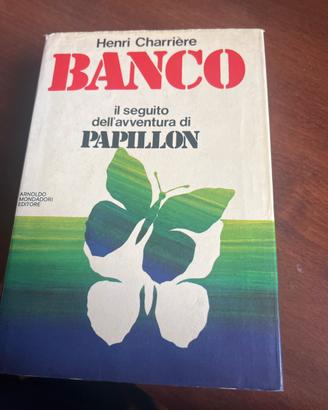 Henri Charrière
BANCO
il seguito
dell'avventura di
PAPILLON
ARNOLDO
MONDADORI
EDITORE